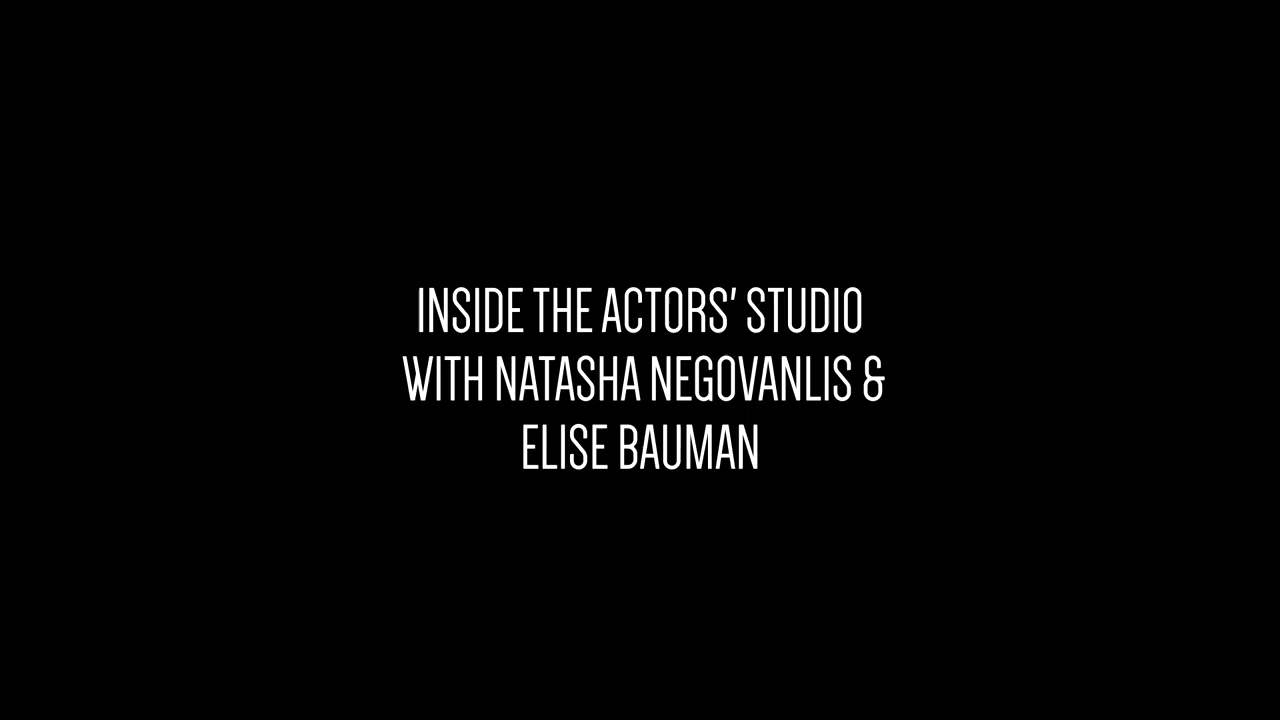 INSIDE THE ACTORS' STUDIO
WITH NATASHA NEGOVANLIS &
ELISE BAUMAN